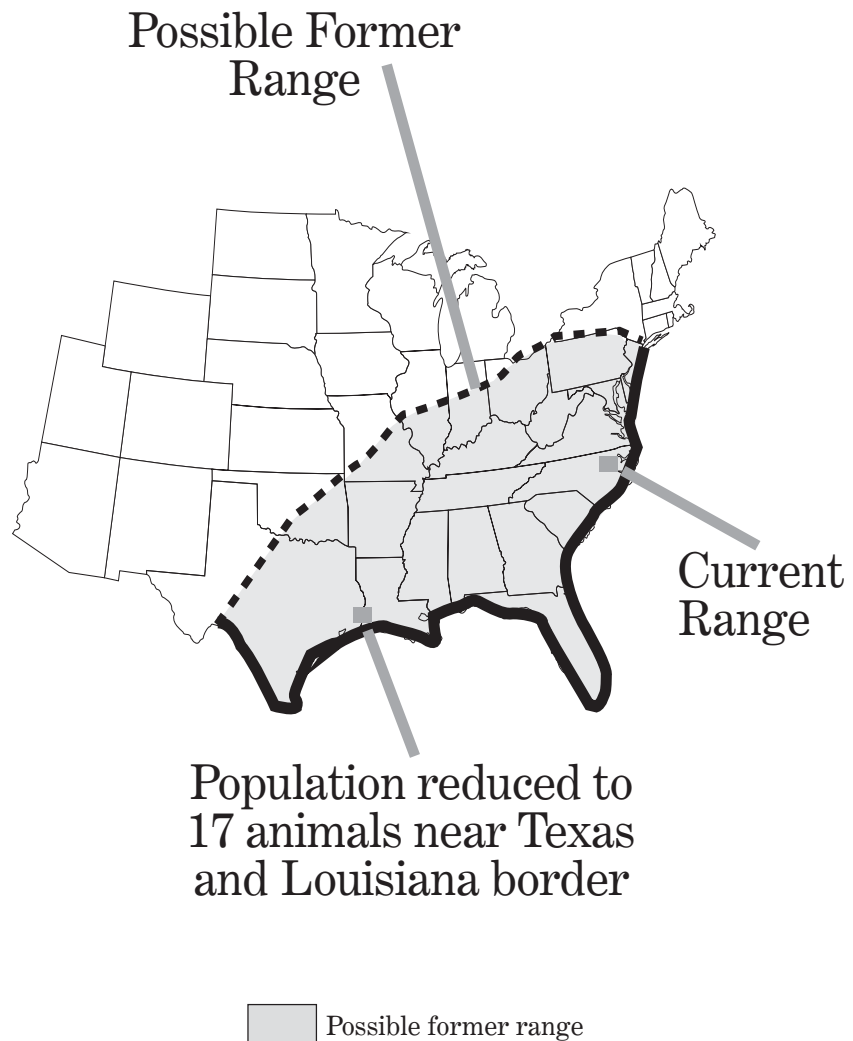 Possible Former
Range
Current
Range
Population reduced to
17 animals near Texas
and Louisiana border
Possible former range